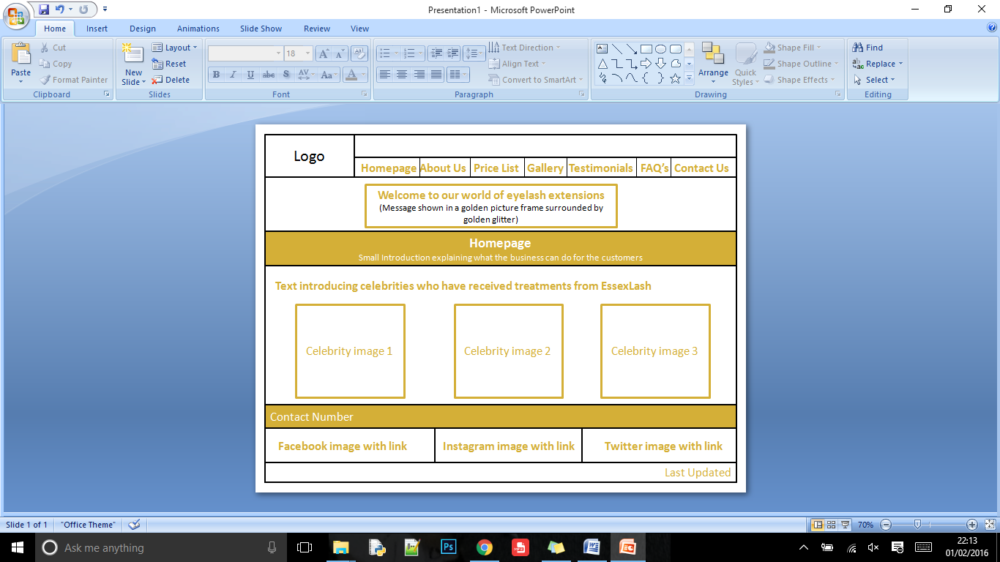 Presentation1 - Microsoft PowerPoint
Home Insert Design Animations Slide Show Review View
Paste
Cut
Copy
Format Painter
Clipboard
New
Slide
Layout
Reset
Delete
Slides
18
B I U abc S AV Aa A
Font
Text Direction
Align Text
Convert to SmartArt
Paragraph
Arrange
Quick
Styles
Shape Fill
Shape Outline
Shape Effects
Drawing
Find
Replace
Select
Editing
Logo
Homepage About Us Price List Gallery Testimonials FAQ’s Contact Us
Welcome to our world of eyelash extensions
(Message shown in a golden picture frame surrounded by
golden glitter)
Homepage
Small Introduction explaining what the business can do for the customers
Text introducing celebrities who have received treatments from EssexLash
Celebrity image 1 Celebrity image 2 Celebrity image 3
Contact Number
Facebook image with link Instagram image with link Twitter image with link
Last Updated
Slide 1 of 1 "Office Theme" 70%
Ask me anything
22:13
01/02/2016